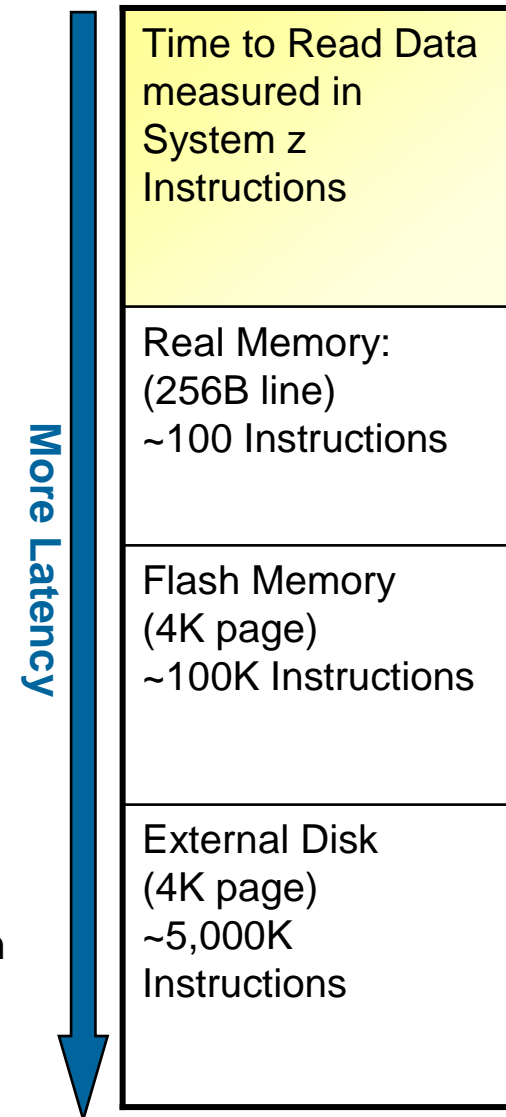 Time to Read Data
measured in
System z
Instructions
Real Memory:
(256B line)
~100 Instructions
More Latency
Flash Memory
(4K page)
~100K Instructions
External Disk
(4K page)
~5,000K
Instructions